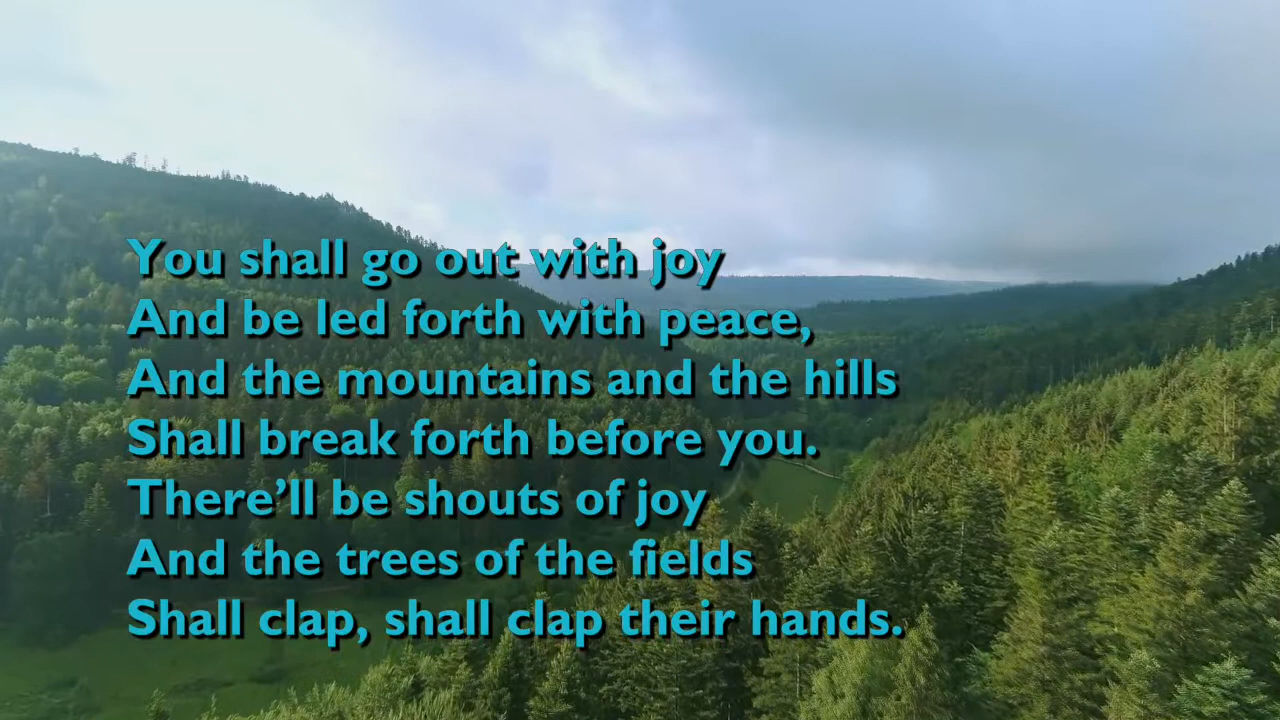 You shall go out with joy
And be led forth with peace,
And the mountains and the hills
Shall break forth before you.
There’ll be shouts of joy
And the trees of the fields
Shall clap, shall clap their hands.